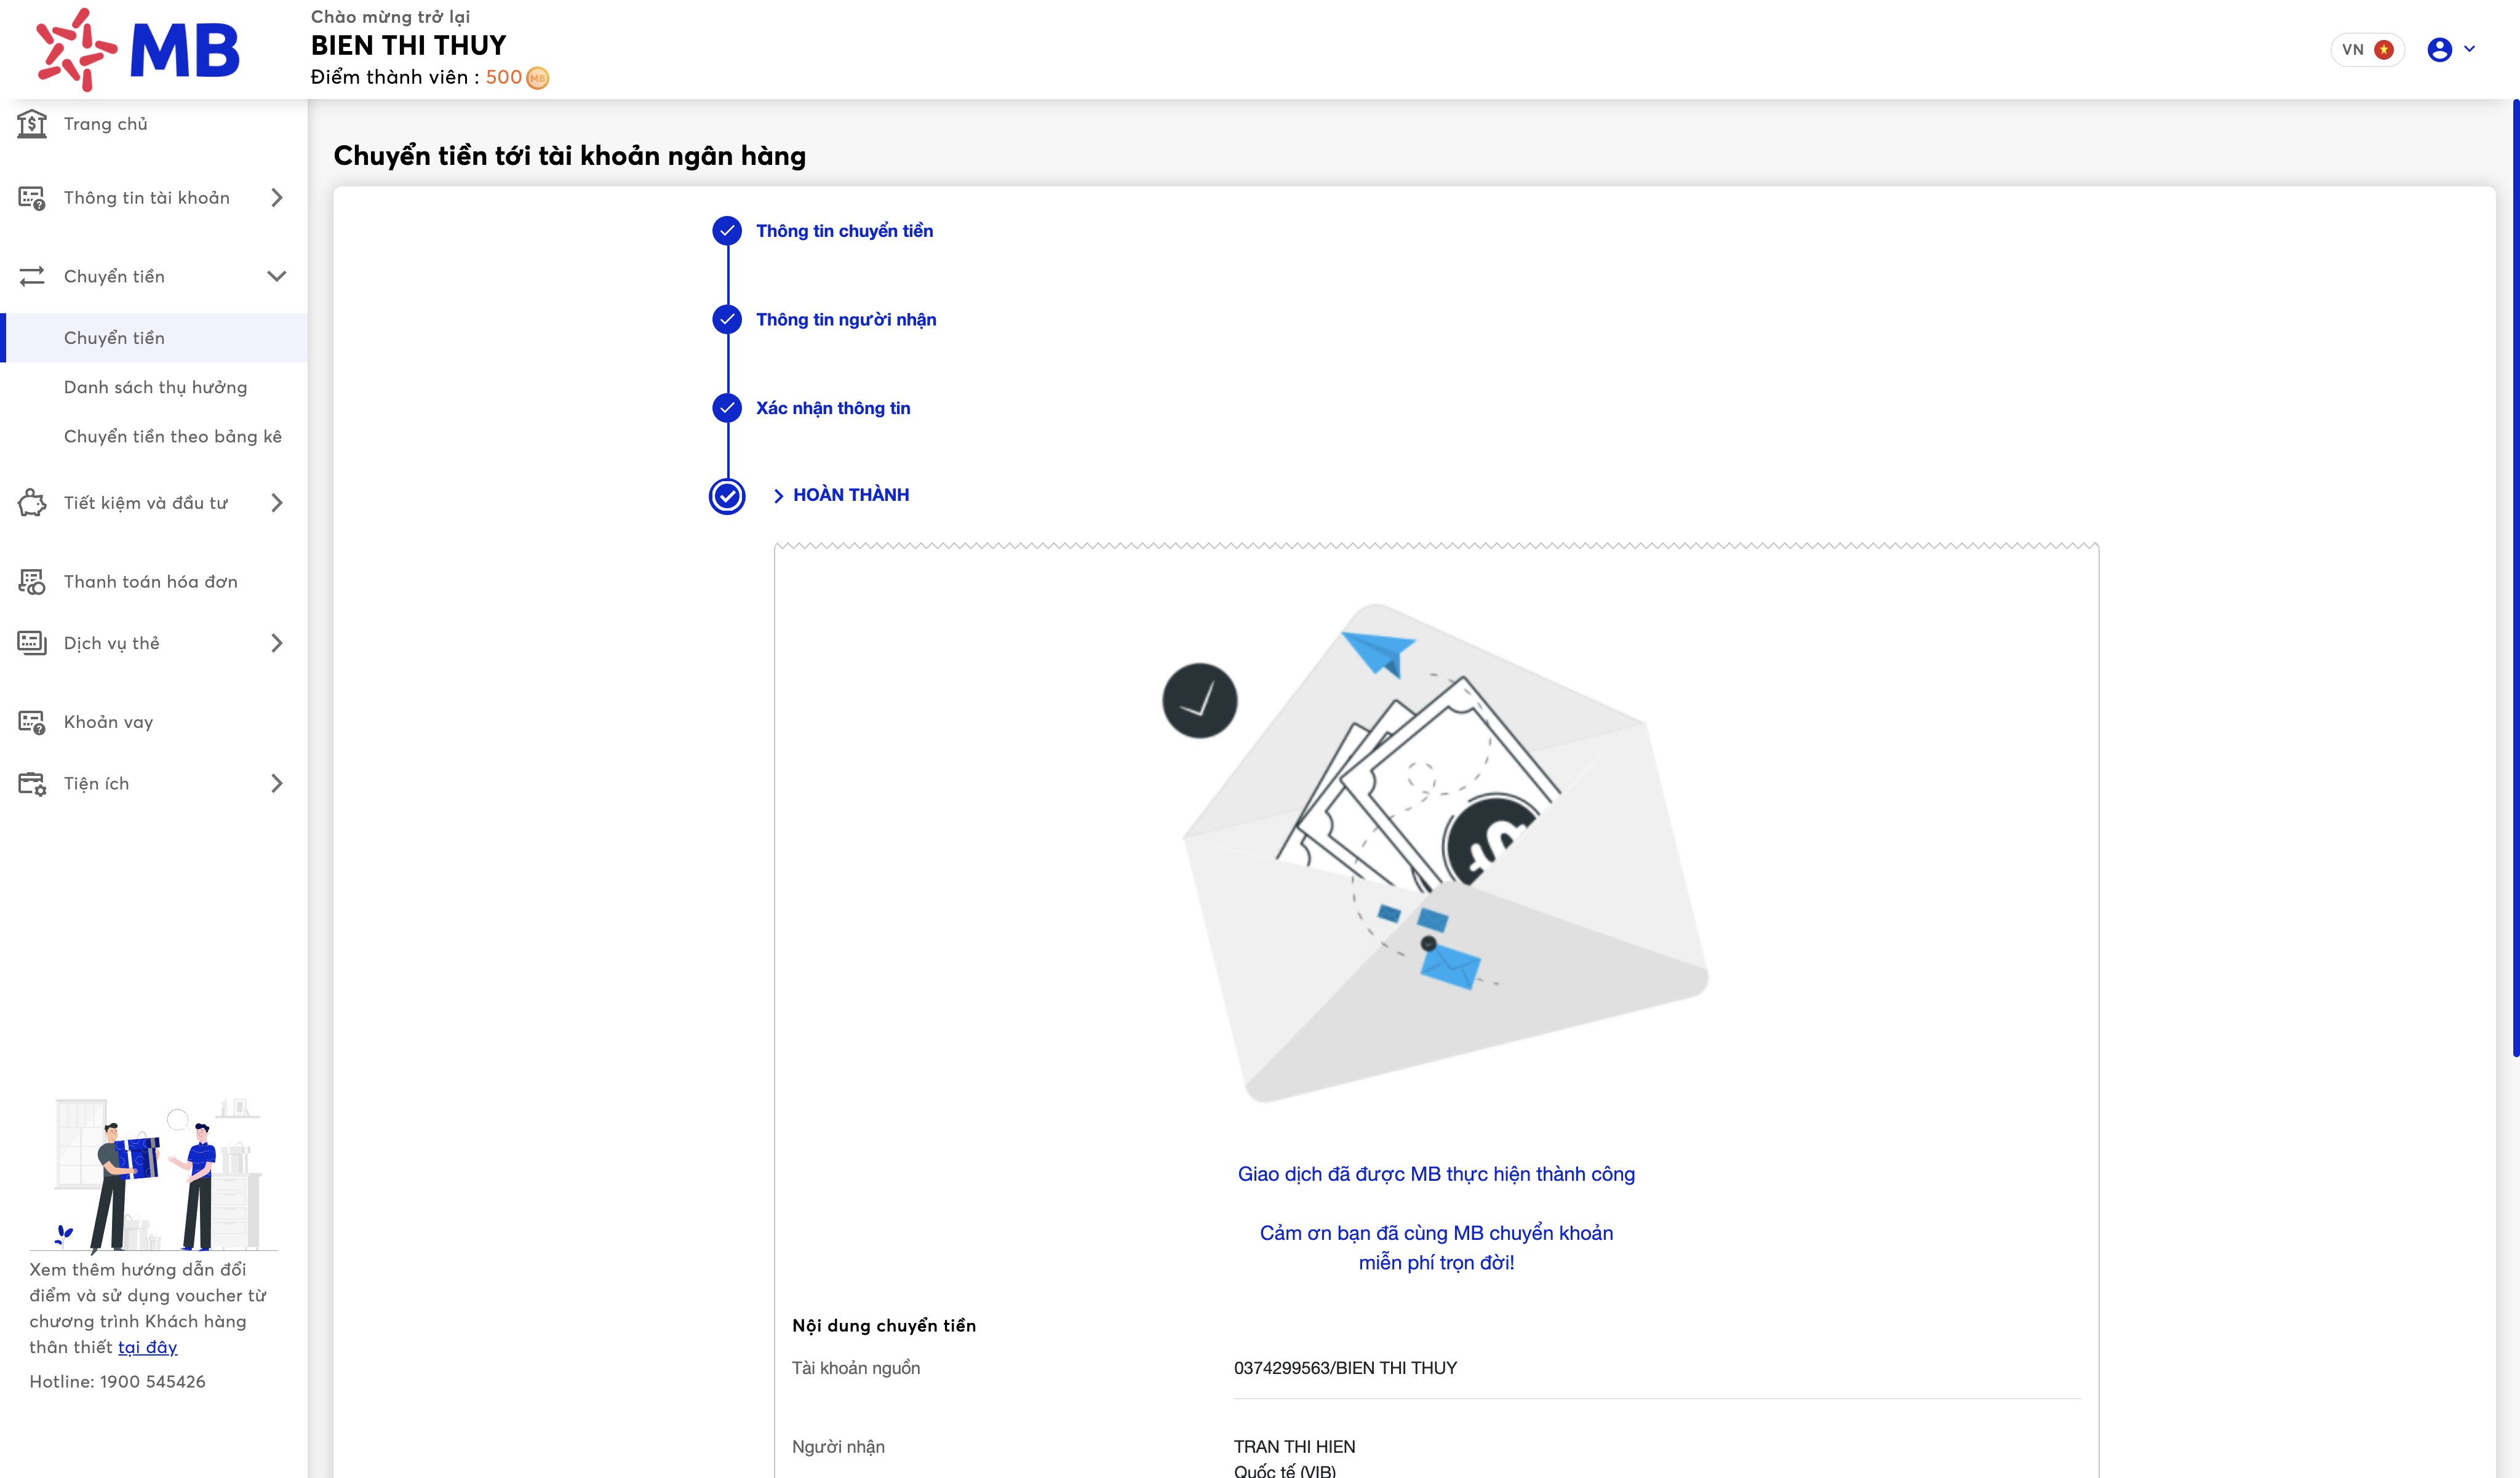 MB
Chào mừng trở lại
BIEN THI THUY
Điểm thành viên : 500 MB
VN
Trang chủ
Thông tin tài khoản
Chuyển tiền
Chuyển tiền
Danh sách thụ hưởng
Chuyển tiền theo bảng kê
Tiết kiệm và đầu tư
Thanh toán hóa đơn
Dịch vụ thẻ
Khoản vay
Tiện ích
Xem thêm hướng dẫn đổi
điểm và sử dụng voucher từ
chương trình Khách hàng
thân thiết tại đây
Hotline: 1900 545426
Chuyển tiền tới tài khoản ngân hàng
Thông tin chuyển tiền
Thông tin người nhận
Xác nhận thông tin
HOÀN THÀNH
Giao dịch đã được MB thực hiện thành công
Cảm ơn bạn đã cùng MB chuyển khoản
miễn phí trọn đời!
Nội dung chuyển tiền
Tài khoản nguồn 0374299563/BIEN THI THUY
Người nhận TRAN THI HIEN
Quốc tế (VIB)